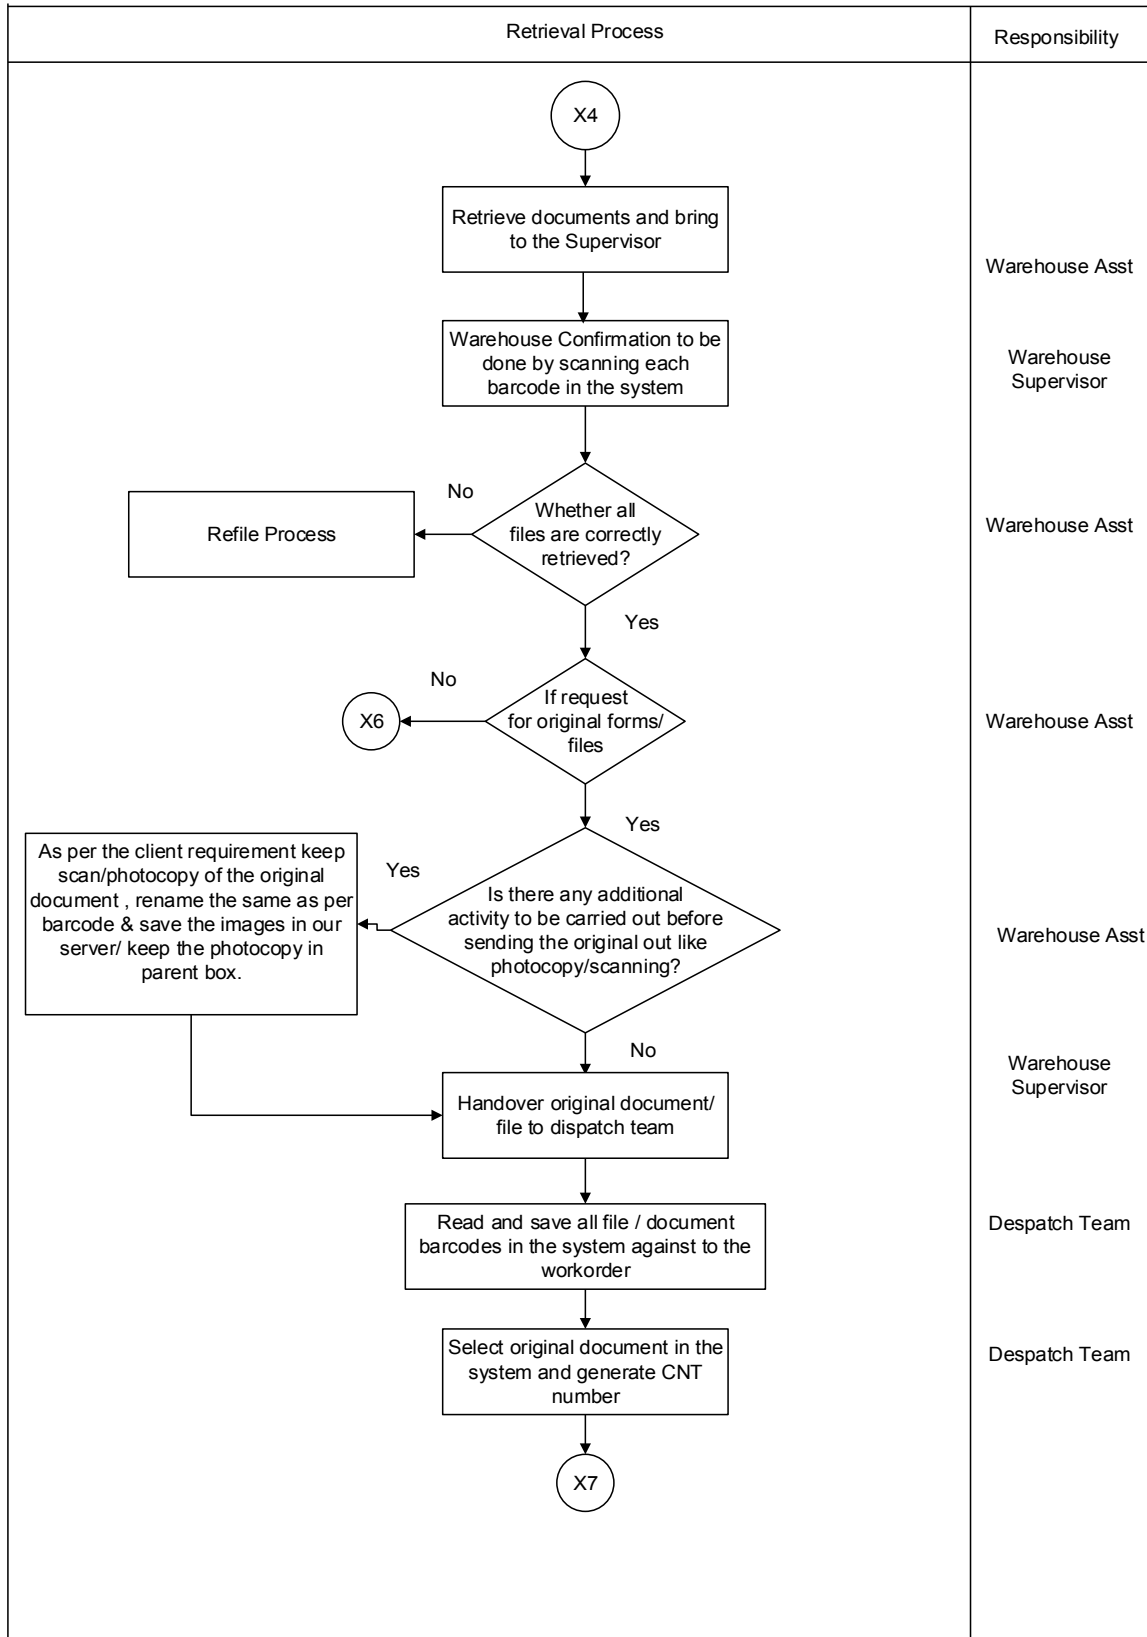 Retrieval Process
Responsibility
X4
Retrieve documents and bring
to the Supervisor
Warehouse Asst
Warehouse Confirmation to be
done by scanning each
barcode in the system
Warehouse
Supervisor
No
Whether all
files are correctly
retrieved?
Refile Process
Warehouse Asst
Yes
No
If request
for original forms/
files
X6
Warehouse Asst
Yes
As per the client requirement keep
scan/photocopy of the original
document , rename the same as per
barcode & save the images in our
server/ keep the photocopy in
parent box.
Yes
Is there any additional
activity to be carried out before
sending the original out like
photocopy/scanning?
Warehouse Asst
No
Warehouse
Supervisor
Handover original document/
file to dispatch team
Read and save all file / document
barcodes in the system against to the
workorder
Despatch Team
Select original document in the
system and generate CNT
number
Despatch Team
X7